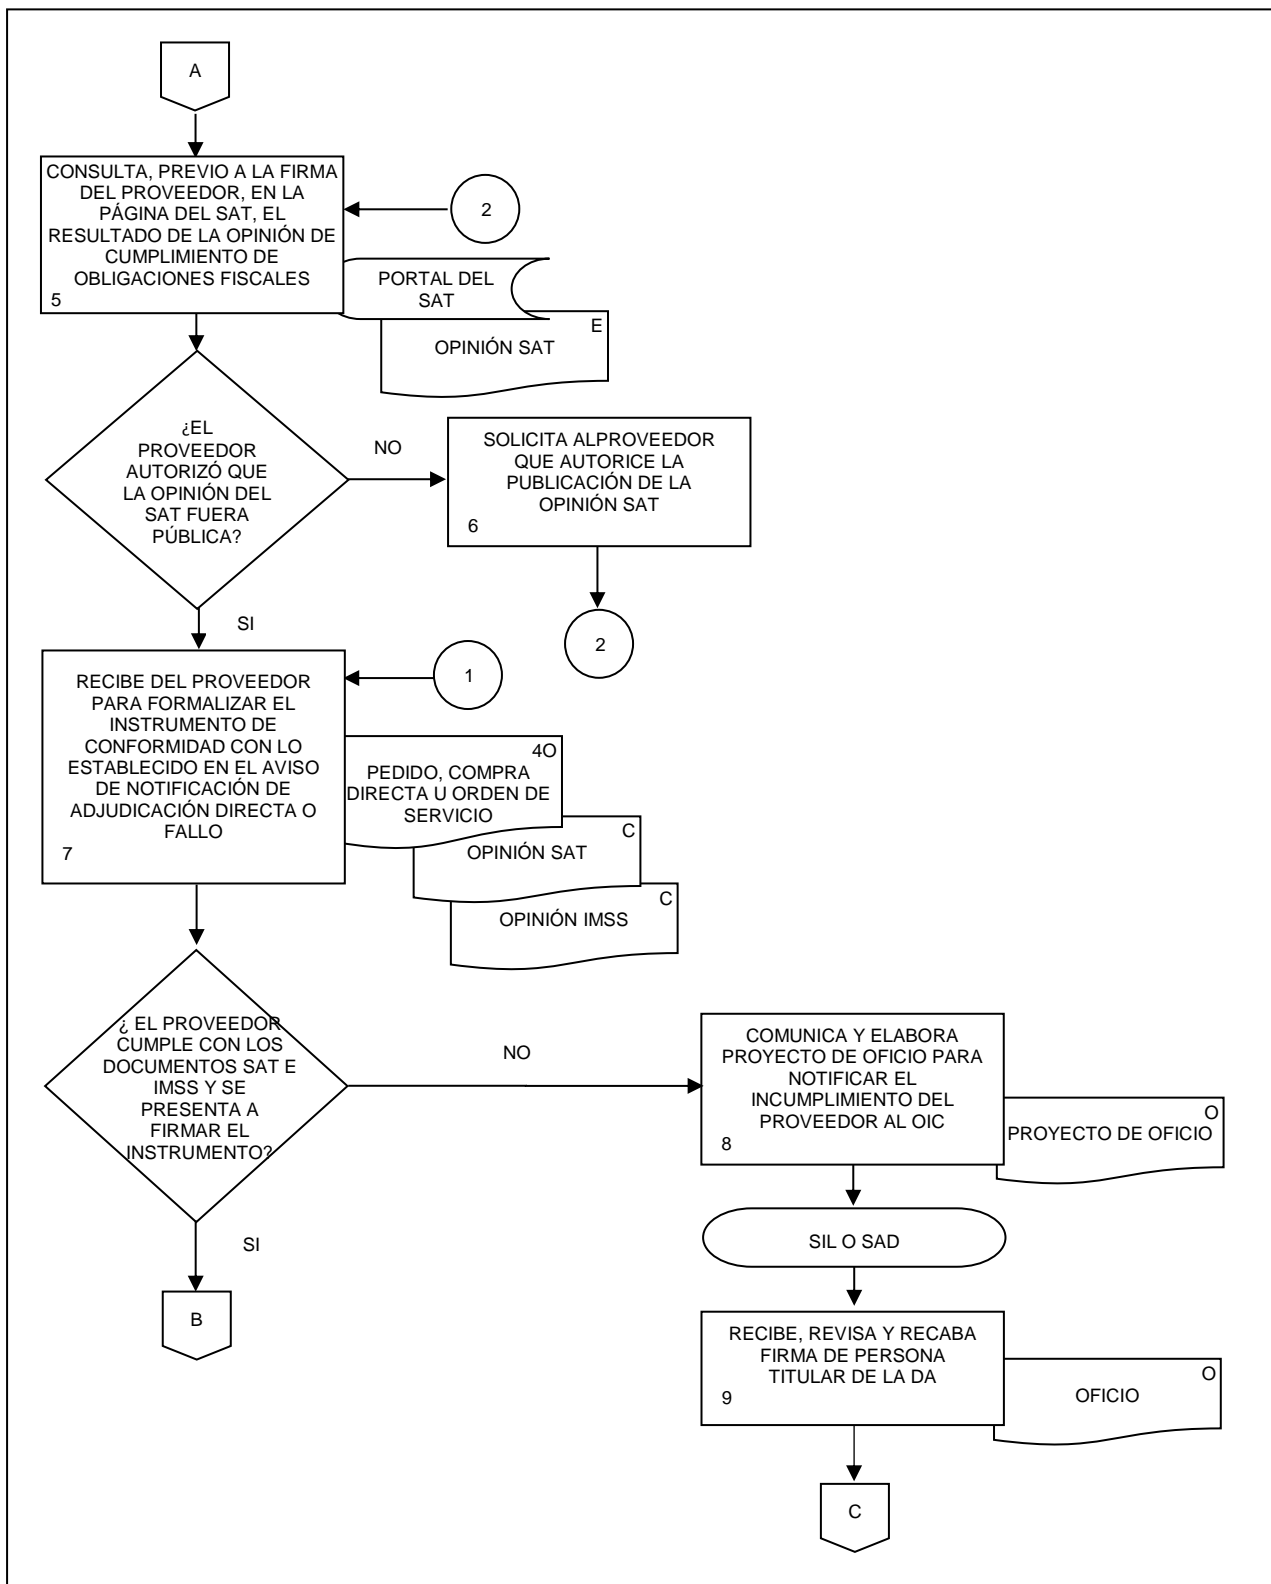 A
CONSULTA, PREVIO A LA FIRMA
DEL PROVEEDOR, EN LA
PÁGINA DEL SAT, EL
RESULTADO DE LA OPINIÓN DE
CUMPLIMIENTO DE
OBLIGACIONES FISCALES
5
2
PORTAL DEL
SAT
E
OPINIÓN SAT
¿EL
PROVEEDOR
AUTORIZÓ QUE
LA OPINIÓN DEL
SAT FUERA
PÚBLICA?
NO
SOLICITA ALPROVEEDOR
QUE AUTORICE LA
PUBLICACIÓN DE LA
OPINIÓN SAT
6
2
SI
RECIBE DEL PROVEEDOR
PARA FORMALIZAR EL
INSTRUMENTO DE
CONFORMIDAD CON LO
ESTABLECIDO EN EL AVISO
DE NOTIFICACIÓN DE
ADJUDICACIÓN DIRECTA O
FALLO
7
1
4O
PEDIDO, COMPRA
DIRECTA U ORDEN DE
SERVICIO
C
OPINIÓN SAT
C
OPINIÓN IMSS
¿ EL PROVEEDOR
CUMPLE CON LOS
DOCUMENTOS SAT E
IMSS Y SE
PRESENTA A
FIRMAR EL
INSTRUMENTO?
NO
COMUNICA Y ELABORA
PROYECTO DE OFICIO PARA
NOTIFICAR EL
INCUMPLIMIENTO DEL
PROVEEDOR AL OIC
8
O
PROYECTO DE OFICIO
SI
B
SIL O SAD
RECIBE, REVISA Y RECABA
FIRMA DE PERSONA
TITULAR DE LA DA
9
O
OFICIO
C